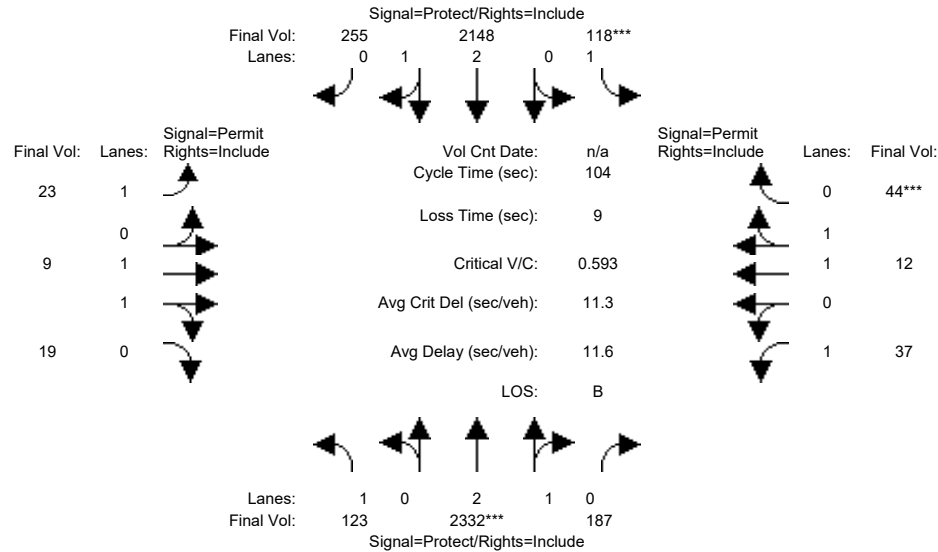 Signal=Protect/Rights=Include
Final Vol: 255 2148 118***
Lanes: 0 1 2 0 1
Signal=Permit Signal=Permit
Final Vol: Lanes: Rights=Include Vol Cnt Date: n/a Rights=Include Lanes: Final Vol:
Cycle Time (sec): 104
23 1 0 44***
Loss Time (sec): 9
0 1
9 1 Critical V/C: 0.593 1 12
1 Avg Crit Del (sec/veh): 11.3 0
19 0 Avg Delay (sec/veh): 11.6 1 37
LOS: B
Lanes: 1 0 2 1 0
Final Vol: 123 2332*** 187
Signal=Protect/Rights=Include